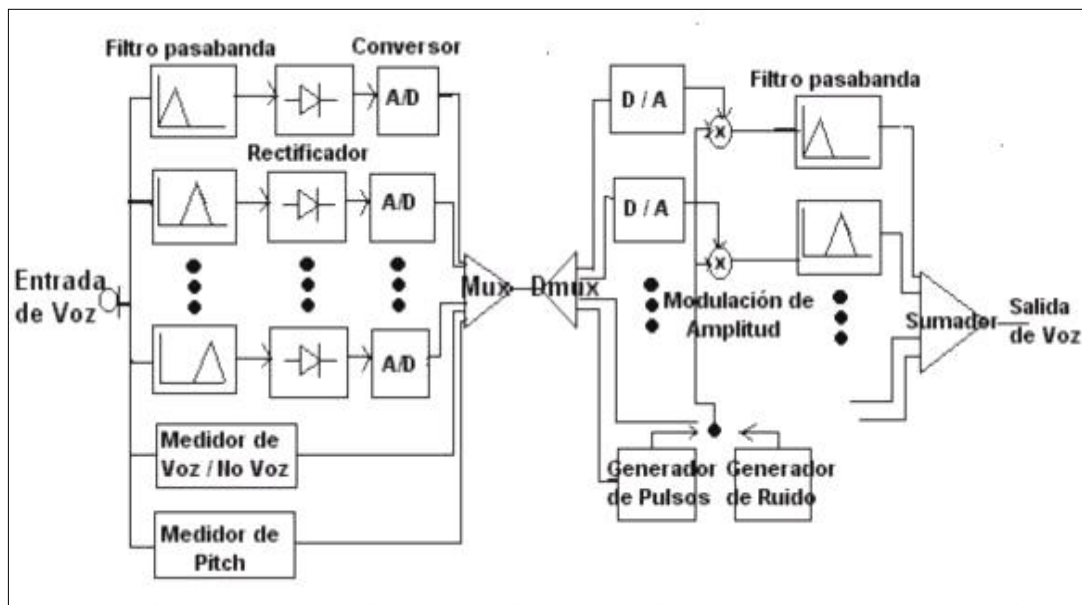 Filtro pasabanda
Conversor
A/D
Rectificador
A/D
Entrada
de Voz
A/D
Medidor de
Voz / No Voz
Medidor de
Pitch
Mux
Dmux
D / A
x
Filtro pasabanda
D / A
x
Modulación de
Amplitud
Sumador
Salida
de Voz
Generador
de Pulsos
Generador
de Ruido